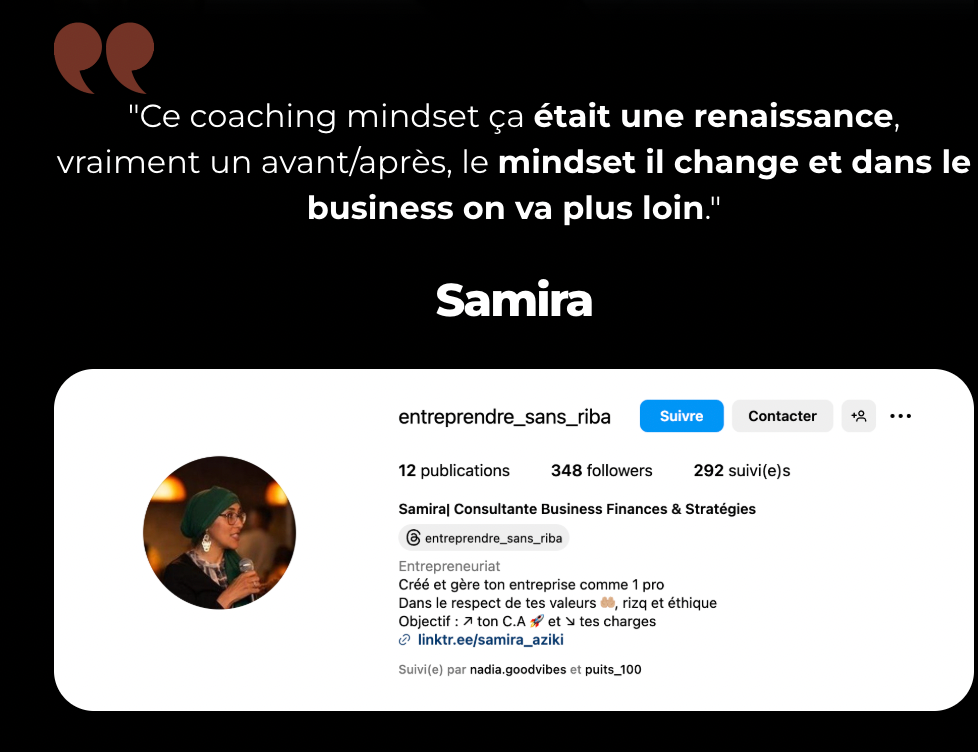 "Ce coaching mindset ça était une renaissance,
vraiment un avant/après, le mindset il change et dans le
business on va plus loin."
Samira
entreprendre_sans_riba Suivre Contacter
12 publications 348 followers 292 suivi(e)s
Samira| Consultante Business Finances & Stratégies
entreprendre_sans_riba
Entrepreneuriat
Créé et gère ton entreprise comme 1 pro
Dans le respect de tes valeurs 🤲🏼, rizq et éthique
Objectif : ↗ ton C.A 🚀 et ↘ tes charges
linktr.ee/samira_aziki
Suivi(e) par nadia.goodvibes et puits_100